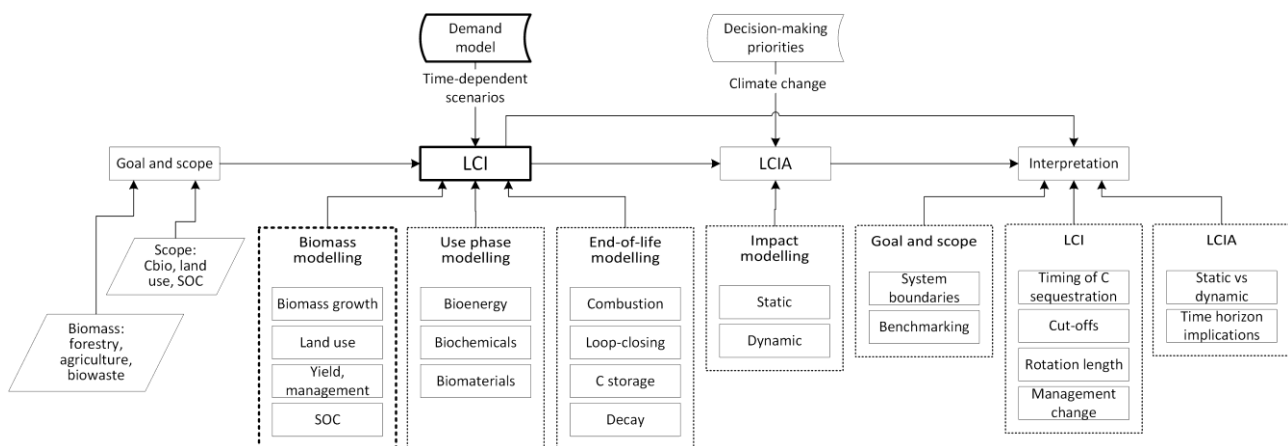 Demand
model
Decision-making
priorities
Time-dependent
scenarios
Climate change
Goal and scope
LCI
LCIA
Interpretation
Scope:
Cbio, land
use, SOC
Biomass:
forestry,
agriculture,
biowaste
Biomass
modelling
Biomass growth
Land use
Yield,
management
SOC
Use phase
modelling
Bioenergy
Biochemicals
Biomaterials
End-of-life
modelling
Combustion
Loop-closing
C storage
Decay
Impact
modelling
Static
Dynamic
Goal and scope
System
boundaries
Benchmarking
LCI
Timing of C
sequestration
Cut-offs
Rotation length
Management
change
LCIA
Static vs
dynamic
Time horizon
implications